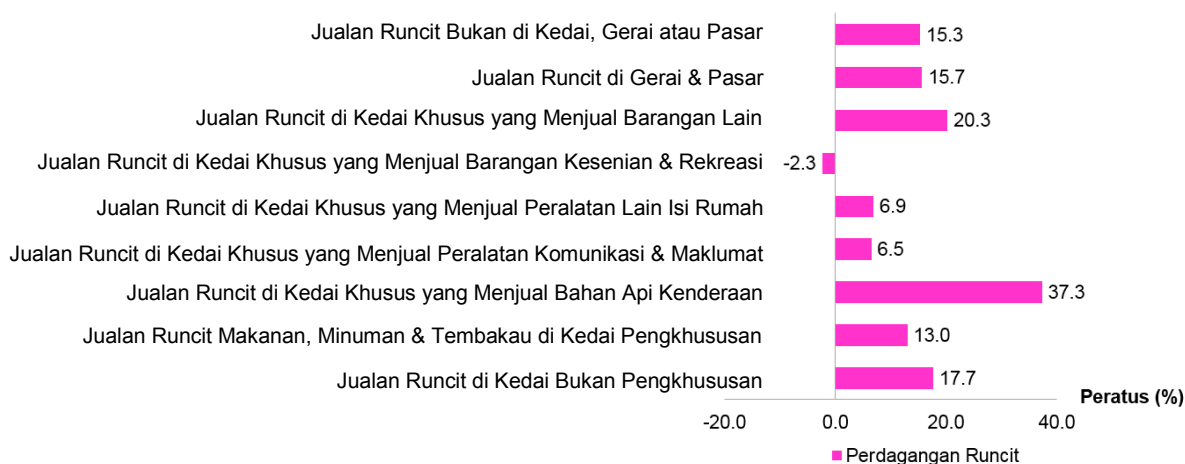 Jualan Runcit Bukan di Kedai, Gerai atau Pasar 15.3
Jualan Runcit di Gerai & Pasar 15.7
Jualan Runcit di Kedai Khusus yang Menjual Barangan Lain 20.3
Jualan Runcit di Kedai Khusus yang Menjual Barangan Kesenian & Rekreasi -2.3
Jualan Runcit di Kedai Khusus yang Menjual Peralatan Lain Isi Rumah 6.9
Jualan Runcit di Kedai Khusus yang Menjual Peralatan Komunikasi & Maklumat 6.5
Jualan Runcit di Kedai Khusus yang Menjual Bahan Api Kenderaan 37.3
Jualan Runcit Makanan, Minuman & Tembakau di Kedai Pengkhususan 13.0
Jualan Runcit di Kedai Bukan Pengkhususan 17.7
Peratus (%)
-20.0 0.0 20.0 40.0
Perdagangan Runcit